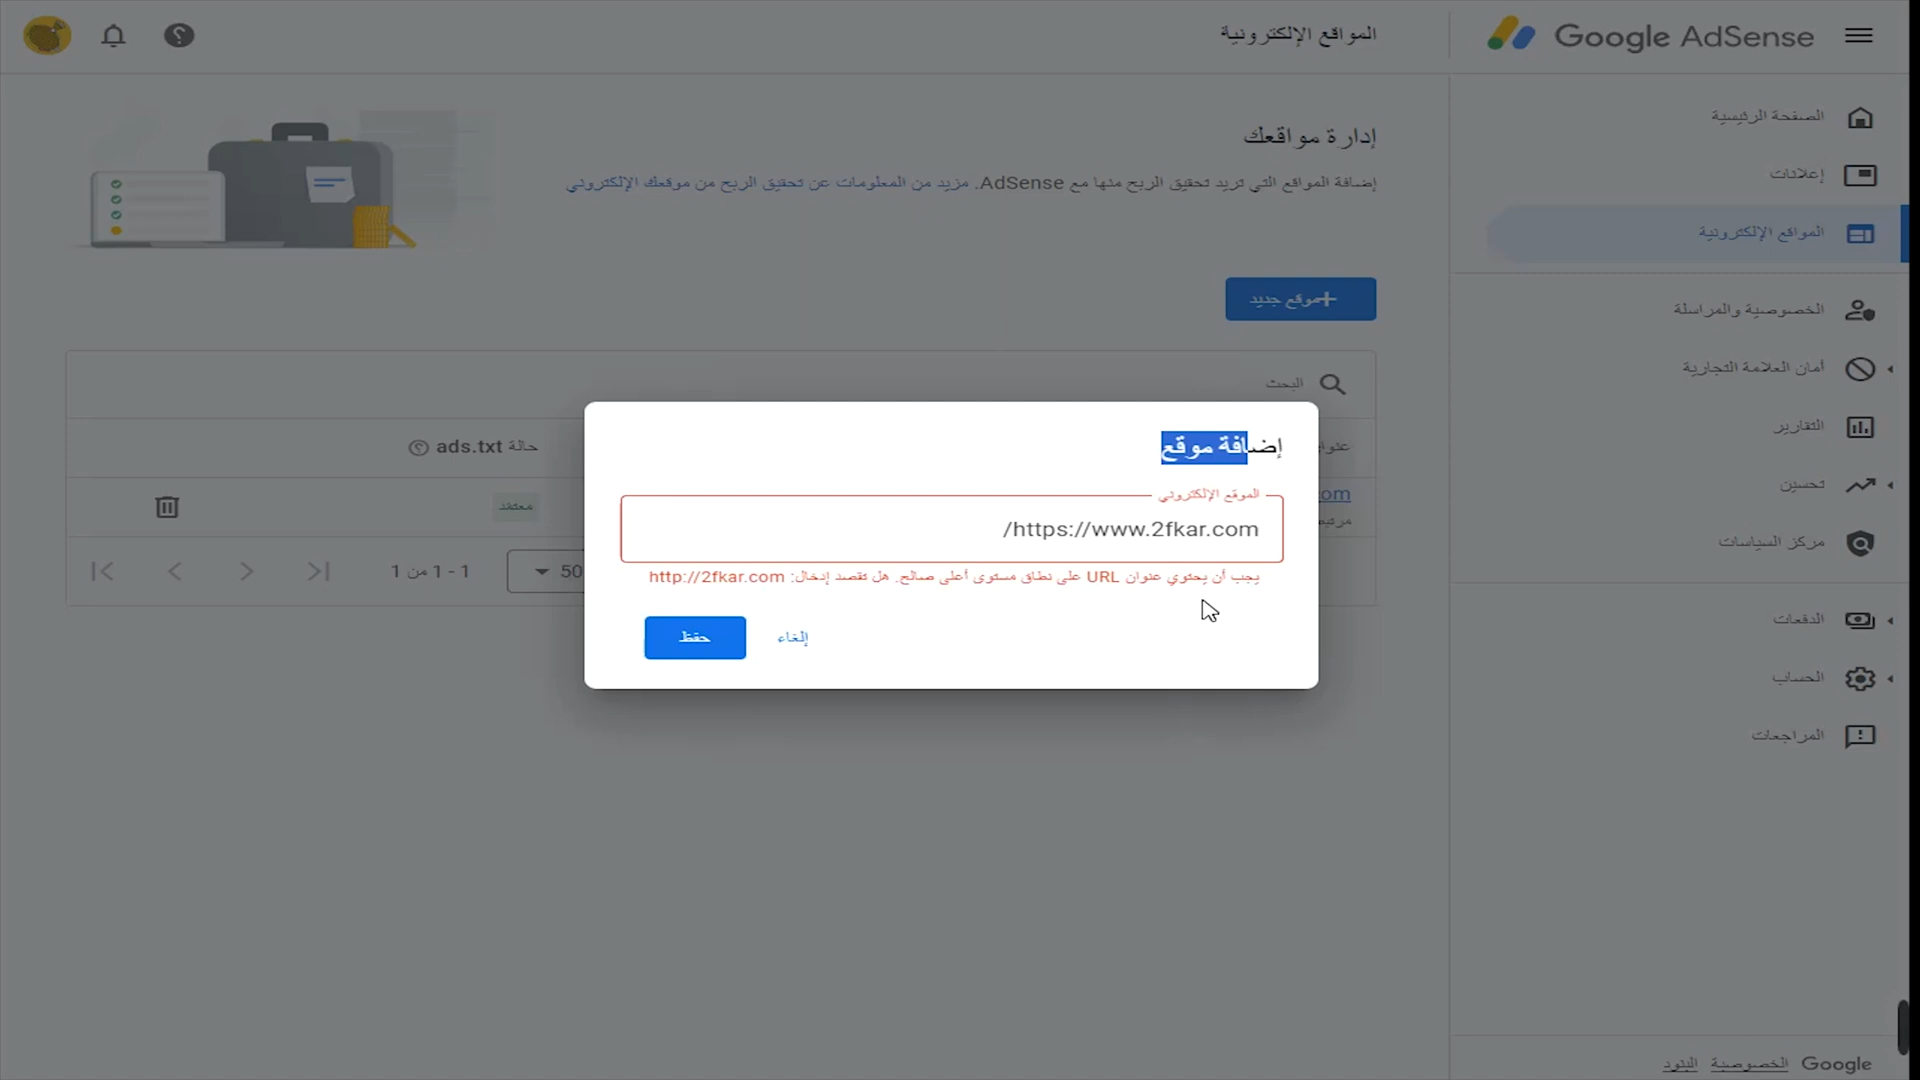 Google AdSense
المواقع الإلكترونية
الصفحة الرئيسية
إعلانات
المواقع الإلكترونية
الخصوصية والمراسلة
أمان العلامة التجارية
التقارير
تحسين
مركز السياسات
الدفعات
الحساب
المراجعات
Google الخصوصية البنود
إدارة مواقعك
إضافة المواقع التي تريد تحقيق الربح منها مع AdSense. مزيد من المعلومات عن تحقيق الربح من موقعك الإلكتروني
موقع جديد
البحث
حالة ads.txt
معتمد
50
1 - 1 من 1
إضافة موقع
الموقع الإلكتروني
https://www.2fkar.com/
يجب أن يحتوي عنوان URL على نطاق مستوى أعلى صالح. هل تقصد إدخال: http://2fkar.com
إلغاء
حفظ